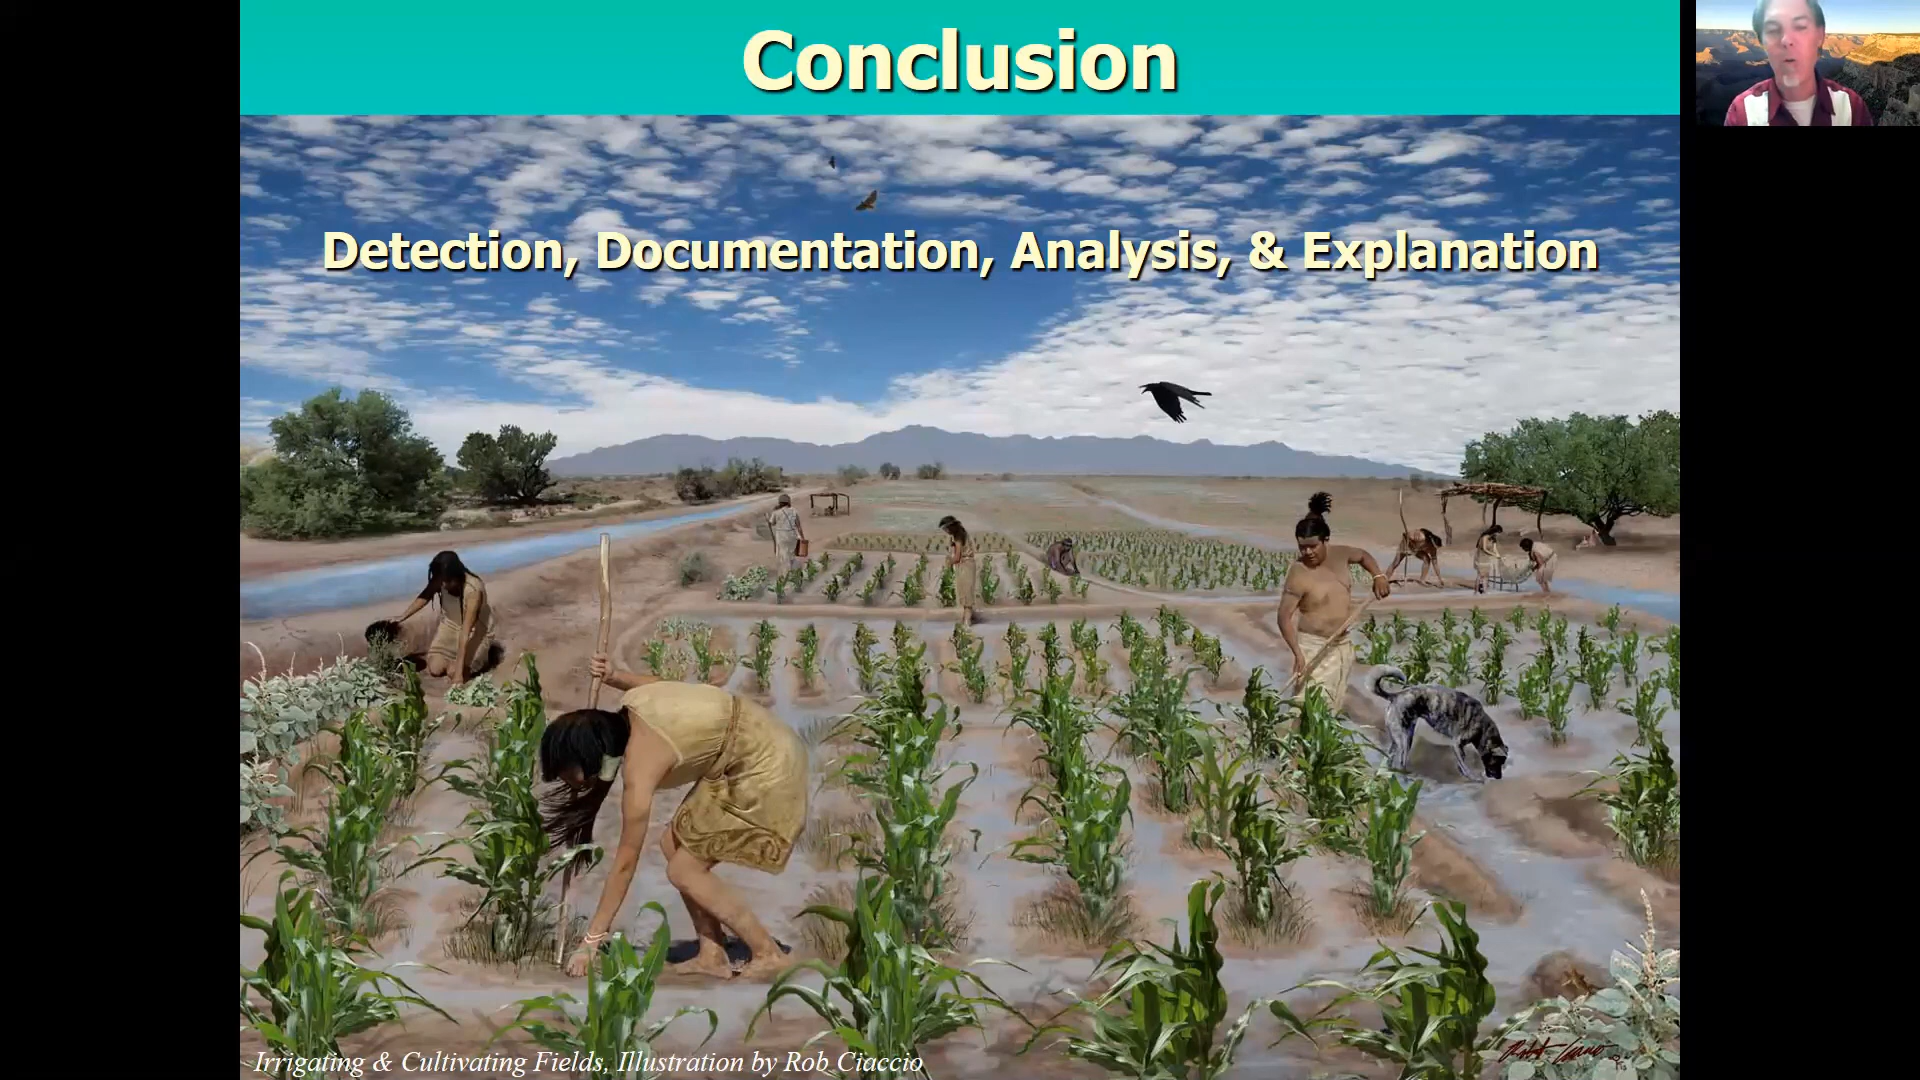 Conclusion
Detection, Documentation, Analysis, & Explanation
Irrigating & Cultivating Fields, Illustration by Rob Ciaccio